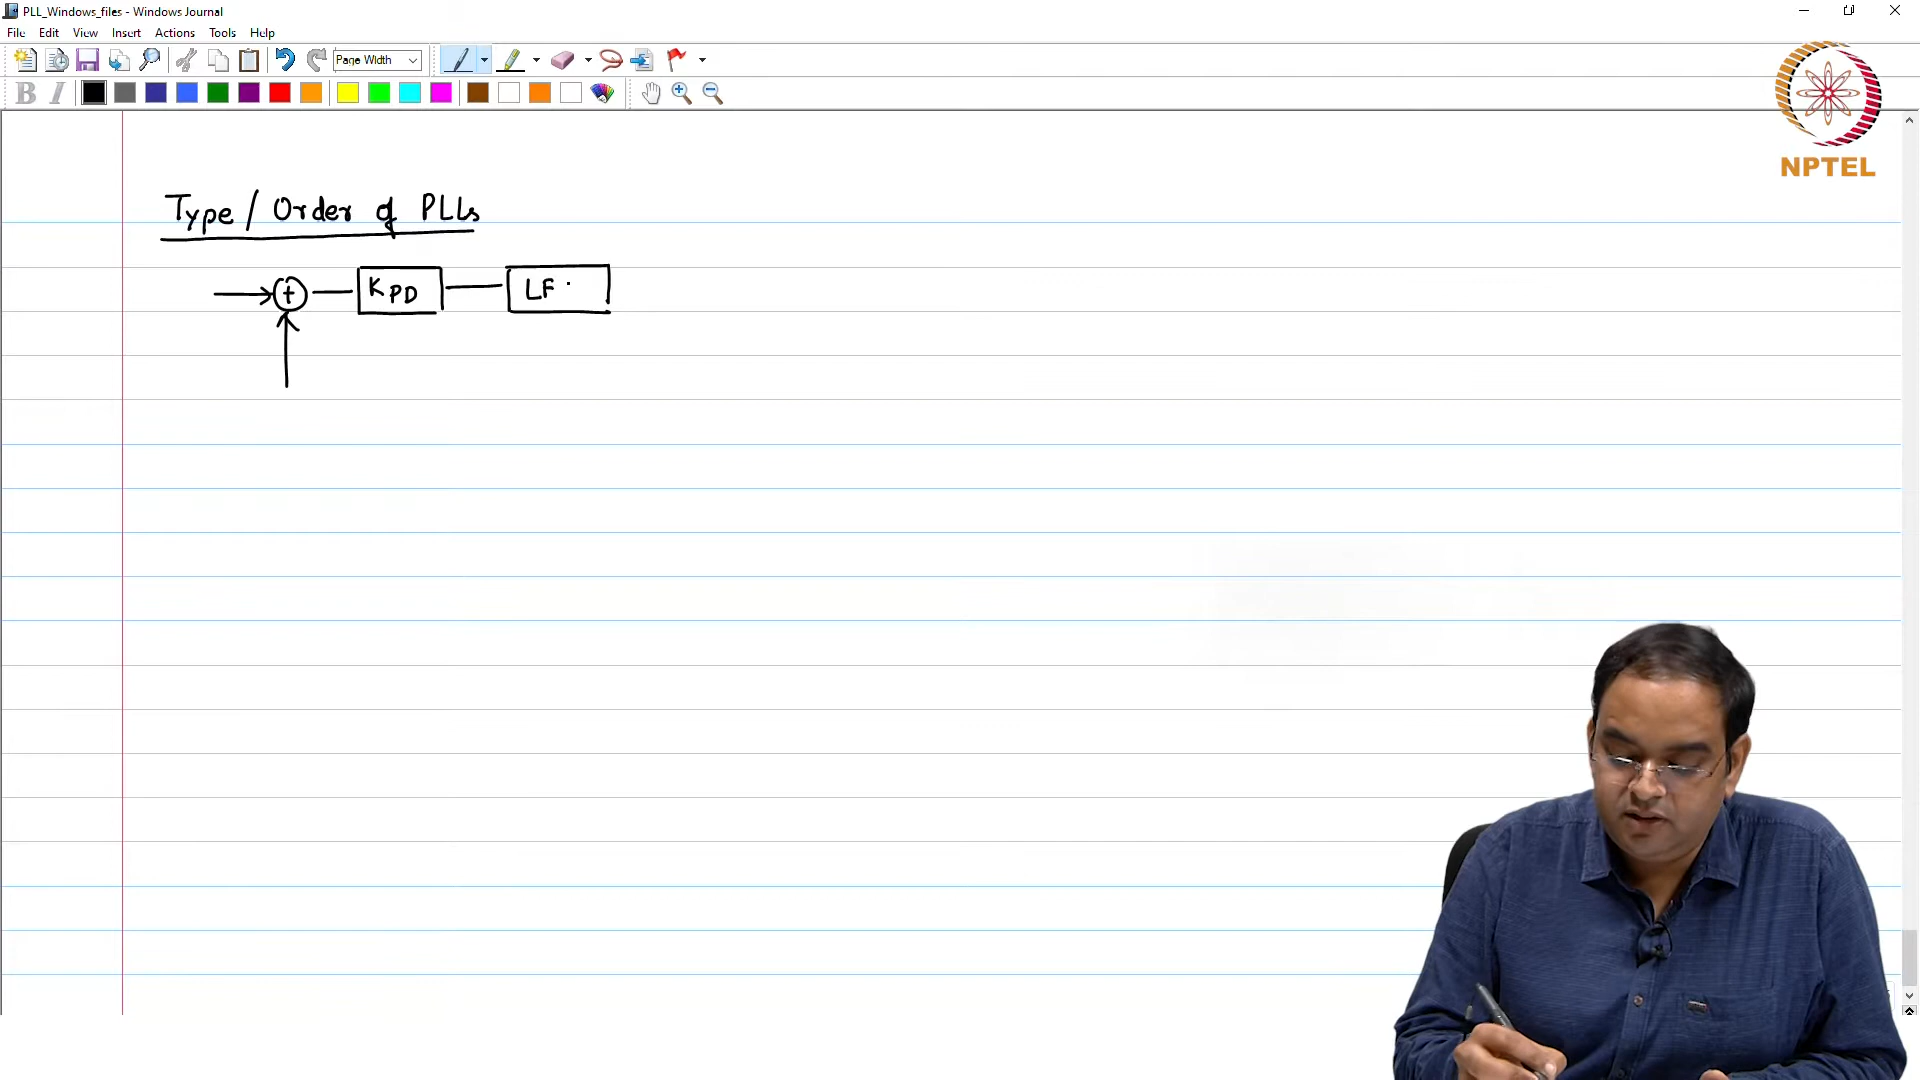 PLL_Windows_files - Windows Journal
File Edit View Insert Actions Tools Help
Page Width
B I
NPTEL
Type / Order of PLLs
+ KPD LF